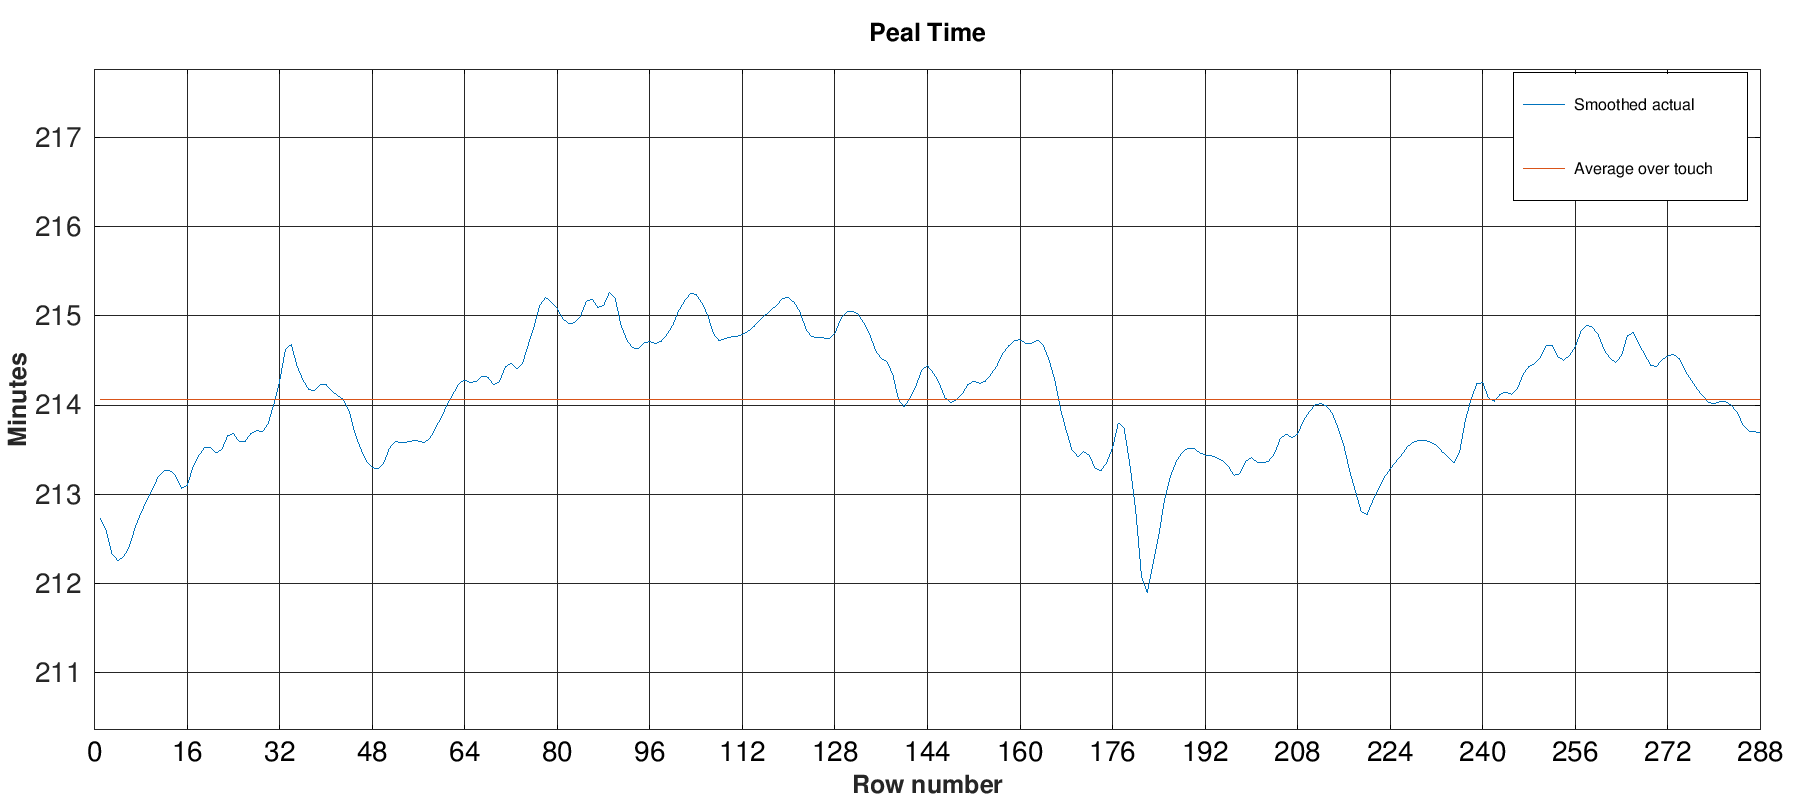 Peal Time
Smoothed actual
Average over touch
217
216
215
214
213
212
211
Minutes
0 16 32 48 64 80 96 112 128 144 160 176 192 208 224 240 256 272 288
Row number